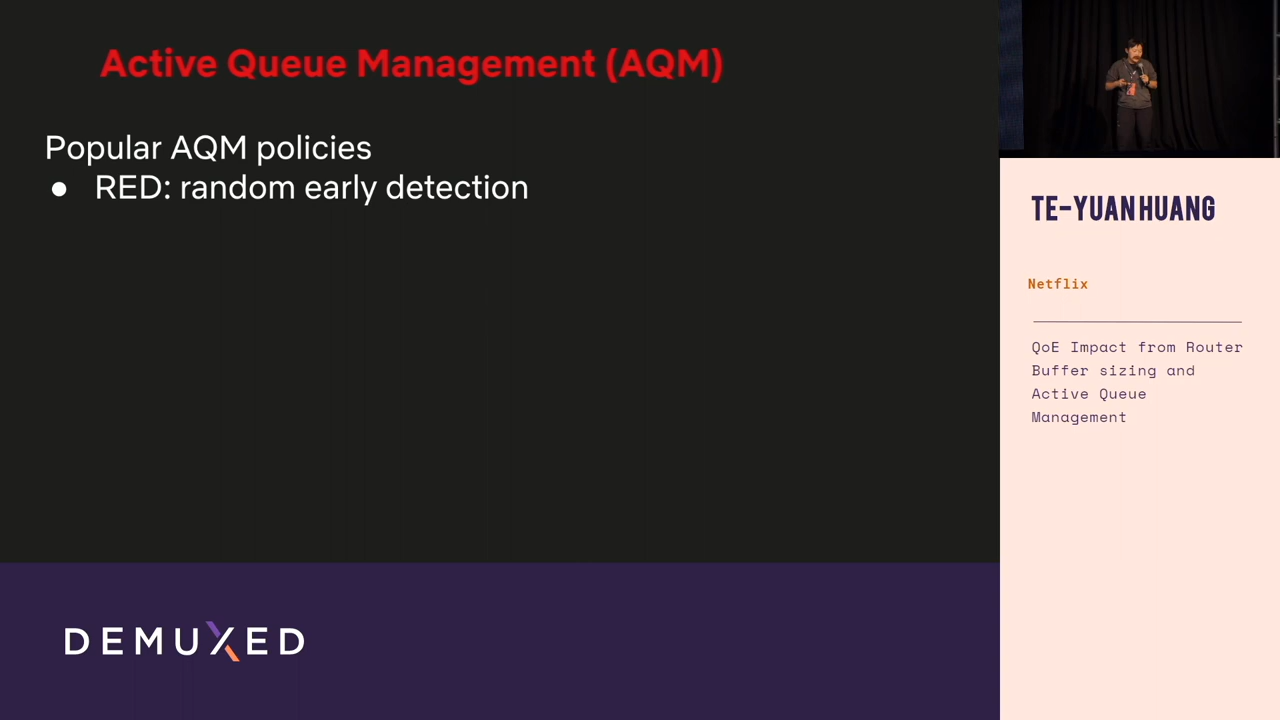 Active Queue Management (AQM)
Popular AQM policies
● RED: random early detection
DEMUXED
TE-YUAN HUANG
Netflix
QoE Impact from Router
Buffer sizing and
Active Queue
Management